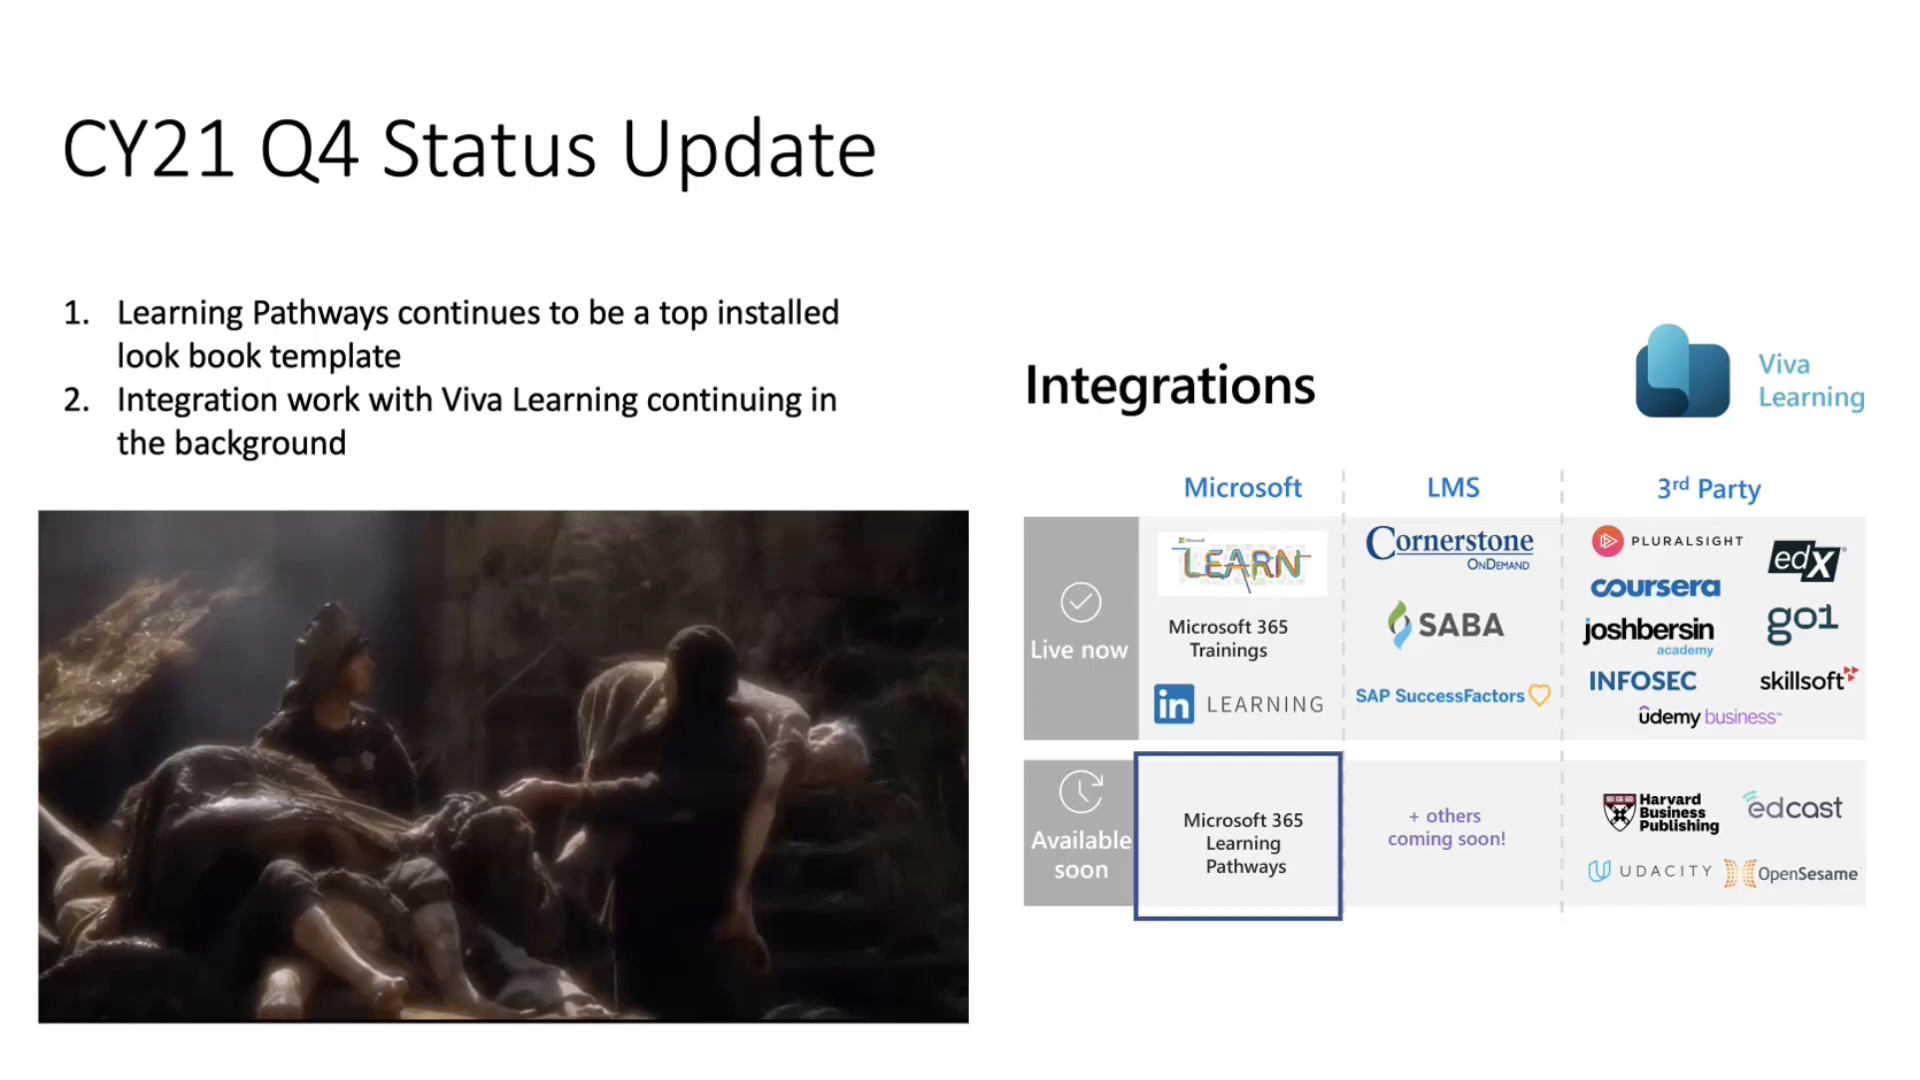 CY21 Q4 Status Update
1. Learning Pathways continues to be a top installed
look book template
2. Integration work with Viva Learning continuing in
the background
Integrations
Viva
Learning
Microsoft
LMS
3rd Party
Live now
Microsoft
LEARN
Microsoft 365
Trainings
in LEARNING
Cornerstone
OnDemand
SABA
SAP SuccessFactors
PLURALSIGHT
edX
coursera
go1
joshbersin
academy
INFOSEC
skillsoft
udemy business™
Available
soon
Microsoft 365
Learning
Pathways
+ others
coming soon!
Harvard
Business
Publishing
edcast
UDACITY
OpenSesame